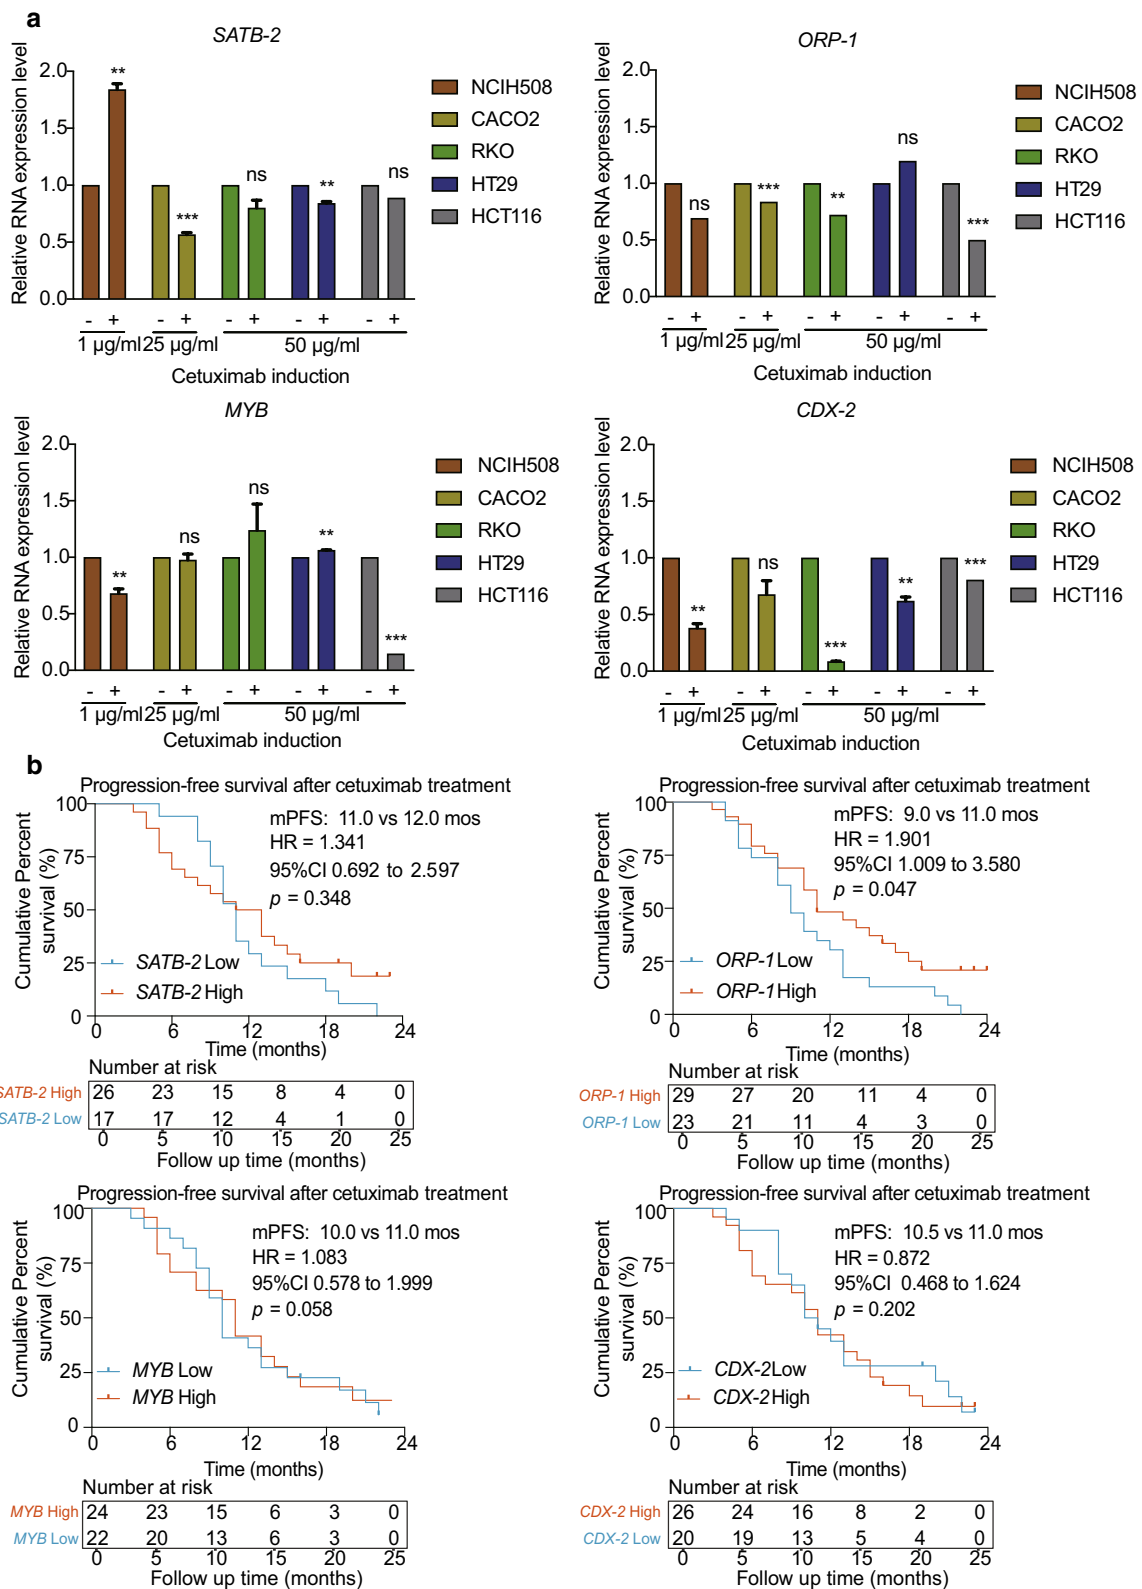 a
SATB-2
Relative RNA expression level
2.0
1.5
1.0
0.5
0.0
**
***
ns
**
ns
NCIH508
CACO2
RKO
HT29
HCT116
- + - + - + - + - +
1 µg/ml 25 µg/ml 50 µg/ml
Cetuximab induction
ORP-1
Relative RNA expression level
2.0
1.5
1.0
0.5
0.0
ns
***
**
ns
***
NCIH508
CACO2
RKO
HT29
HCT116
- + - + - + - + - +
1 µg/ml 25 µg/ml 50 µg/ml
Cetuximab induction
MYB
Relative RNA expression level
2.0
1.5
1.0
0.5
0.0
**
ns
ns
**
***
NCIH508
CACO2
RKO
HT29
HCT116
- + - + - + - + - +
1 µg/ml 25 µg/ml 50 µg/ml
Cetuximab induction
CDX-2
Relative RNA expression level
2.0
1.5
1.0
0.5
0.0
**
ns
***
**
***
NCIH508
CACO2
RKO
HT29
HCT116
- + - + - + - + - +
1 µg/ml 25 µg/ml 50 µg/ml
Cetuximab induction
b
Progression-free survival after cetuximab treatment
Cumulative Percent
survival (%)
100
75
50
25
0
mPFS: 11.0 vs 12.0 mos
HR = 1.341
95%CI 0.692 to 2.597
p = 0.348
SATB-2 Low
SATB-2 High
0 6 12 18 24
Time (months)
Number at risk
SATB-2 High 26 23 15 8 4 0
SATB-2 Low 17 17 12 4 1 0
0 5 10 15 20 25
Follow up time (months)
Progression-free survival after cetuximab treatment
Cumulative Percent
survival (%)
100
75
50
25
0
mPFS: 9.0 vs 11.0 mos
HR = 1.901
95%CI 1.009 to 3.580
p = 0.047
ORP-1 Low
ORP-1 High
0 6 12 18 24
Time (months)
Number at risk
ORP-1 High 29 27 20 11 4 0
ORP-1 Low 23 21 11 4 3 0
0 5 10 15 20 25
Follow up time (months)
Progression-free survival after cetuximab treatment
Cumulative Percent
survival (%)
100
75
50
25
0
mPFS: 10.0 vs 11.0 mos
HR = 1.083
95%CI 0.578 to 1.999
p = 0.058
MYB Low
MYB High
0 6 12 18 24
Time (months)
Number at risk
MYB High 24 23 15 6 3 0
MYB Low 22 20 13 6 3 0
0 5 10 15 20 25
Follow up time (months)
Progression-free survival after cetuximab treatment
Cumulative Percent
survival (%)
100
75
50
25
0
mPFS: 10.5 vs 11.0 mos
HR = 0.872
95%CI 0.468 to 1.624
p = 0.202
CDX-2 Low
CDX-2 High
0 6 12 18 24
Time (months)
Number at risk
CDX-2 High 26 24 16 8 2 0
CDX-2 Low 20 19 13 5 4 0
0 5 10 15 20 25
Follow up time (months)